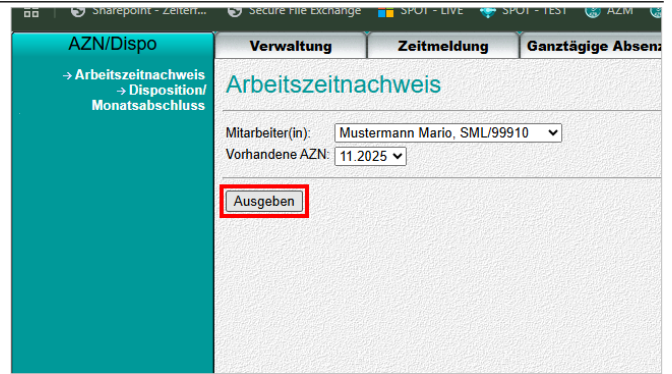 Sharepoint - Zeiterf... Secure File Exchange SPOT - LIVE SPOT - TEST AZM
AZN/Dispo
Verwaltung Zeitmeldung Ganztägige Absenz
→ Arbeitszeitnachweis
→ Disposition/
Monatsabschluss
Arbeitszeitnachweis
Mitarbeiter(in): Mustermann Mario, SML/99910
Vorhandene AZN: 11.2025
Ausgeben